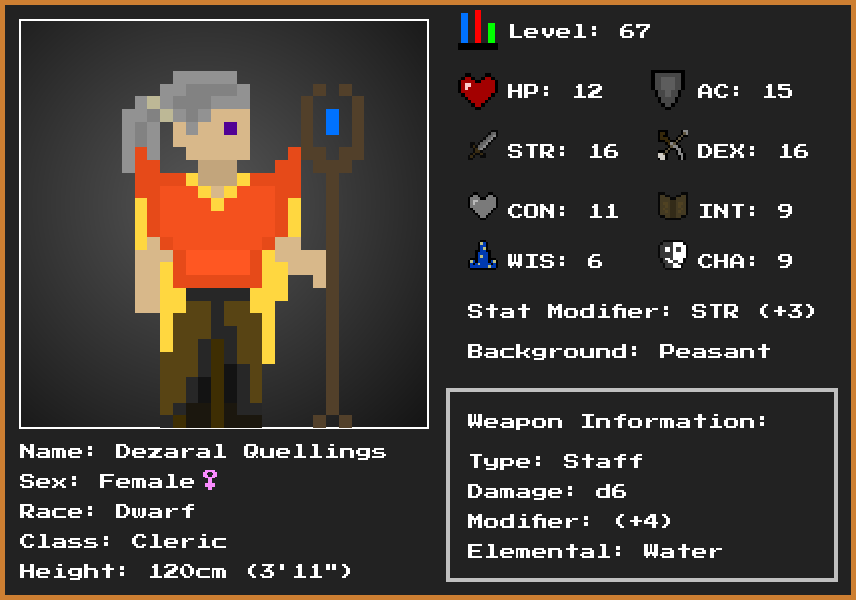 Level: 67
HP: 12
AC: 15
STR: 16
DEX: 16
CON: 11
INT: 9
WIS: 6
CHA: 9
Stat Modifier: STR (+3)
Background: Peasant
Weapon Information:
Type: Staff
Damage: d6
Modifier: (+4)
Elemental: Water
Name: Dezaral Quellings
Sex: Female♀
Race: Dwarf
Class: Cleric
Height: 120cm (3'11")